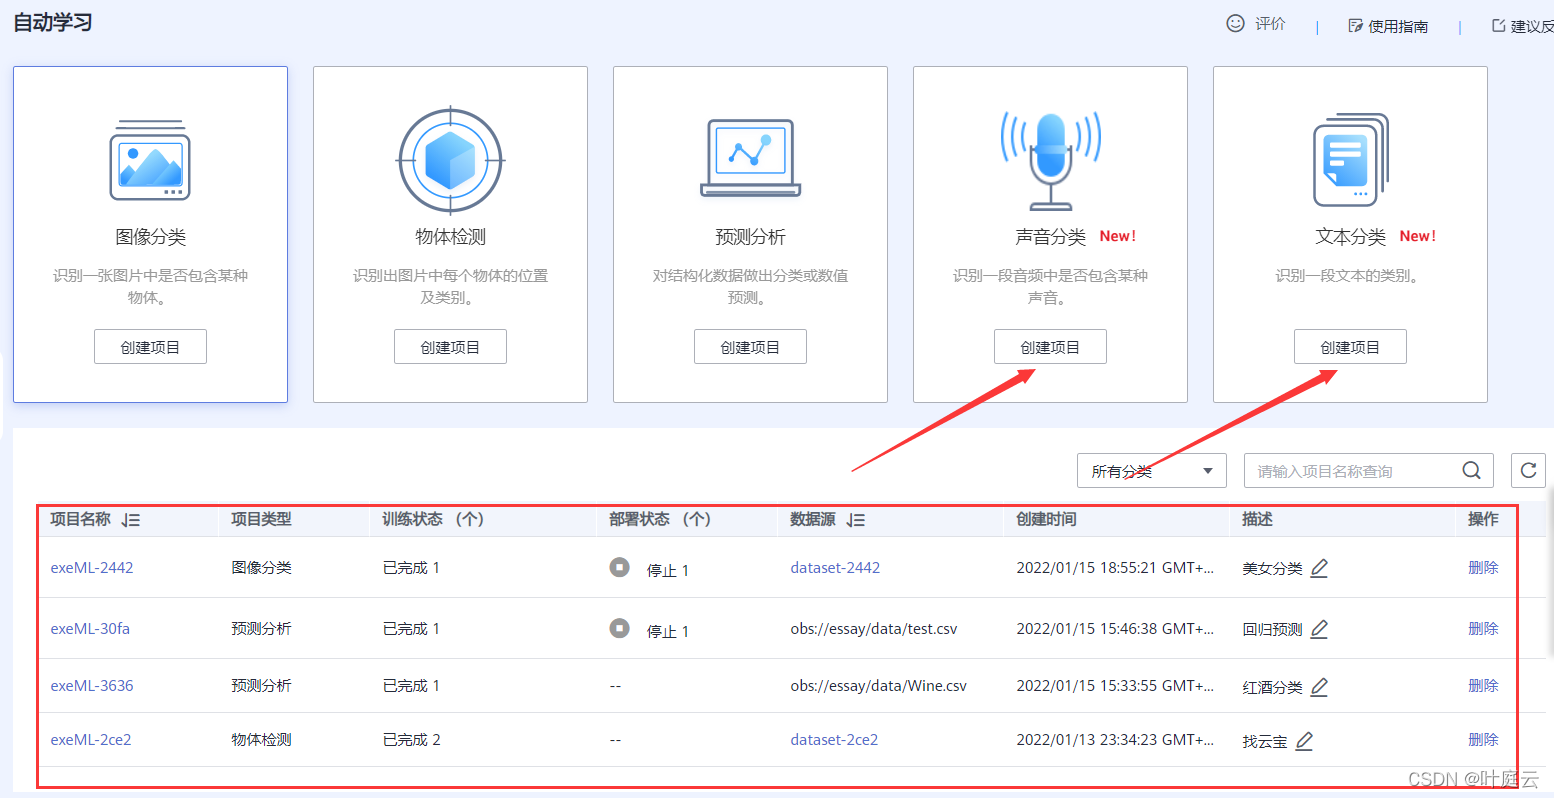 自动学习
评价 | 使用指南 | 建议反
图像分类
识别一张图片中是否包含某种
物体。
创建项目
物体检测
识别出图片中每个物体的位置
及类别。
创建项目
预测分析
对结构化数据做出分类或数值
预测。
创建项目
声音分类 New!
识别一段音频中是否包含某种
声音。
创建项目
文本分类 New!
识别一段文本的类别。
创建项目
所有分类 请输入项目名称查询
项目名称 项目类型 训练状态 (个) 部署状态 (个) 数据源 创建时间 描述 操作
exeML-2442 图像分类 已完成 1 停止 1 dataset-2442 2022/01/15 18:55:21 GMT+... 美女分类 删除
exeML-30fa 预测分析 已完成 1 停止 1 obs://essay/data/test.csv 2022/01/15 15:46:38 GMT+... 回归预测 删除
exeML-3636 预测分析 已完成 1 -- obs://essay/data/Wine.csv 2022/01/15 15:33:55 GMT+... 红酒分类 删除
exeML-2ce2 物体检测 已完成 2 -- dataset-2ce2 2022/01/13 23:34:23 GMT+... 找云宝 删除
CSDN @叶庭云